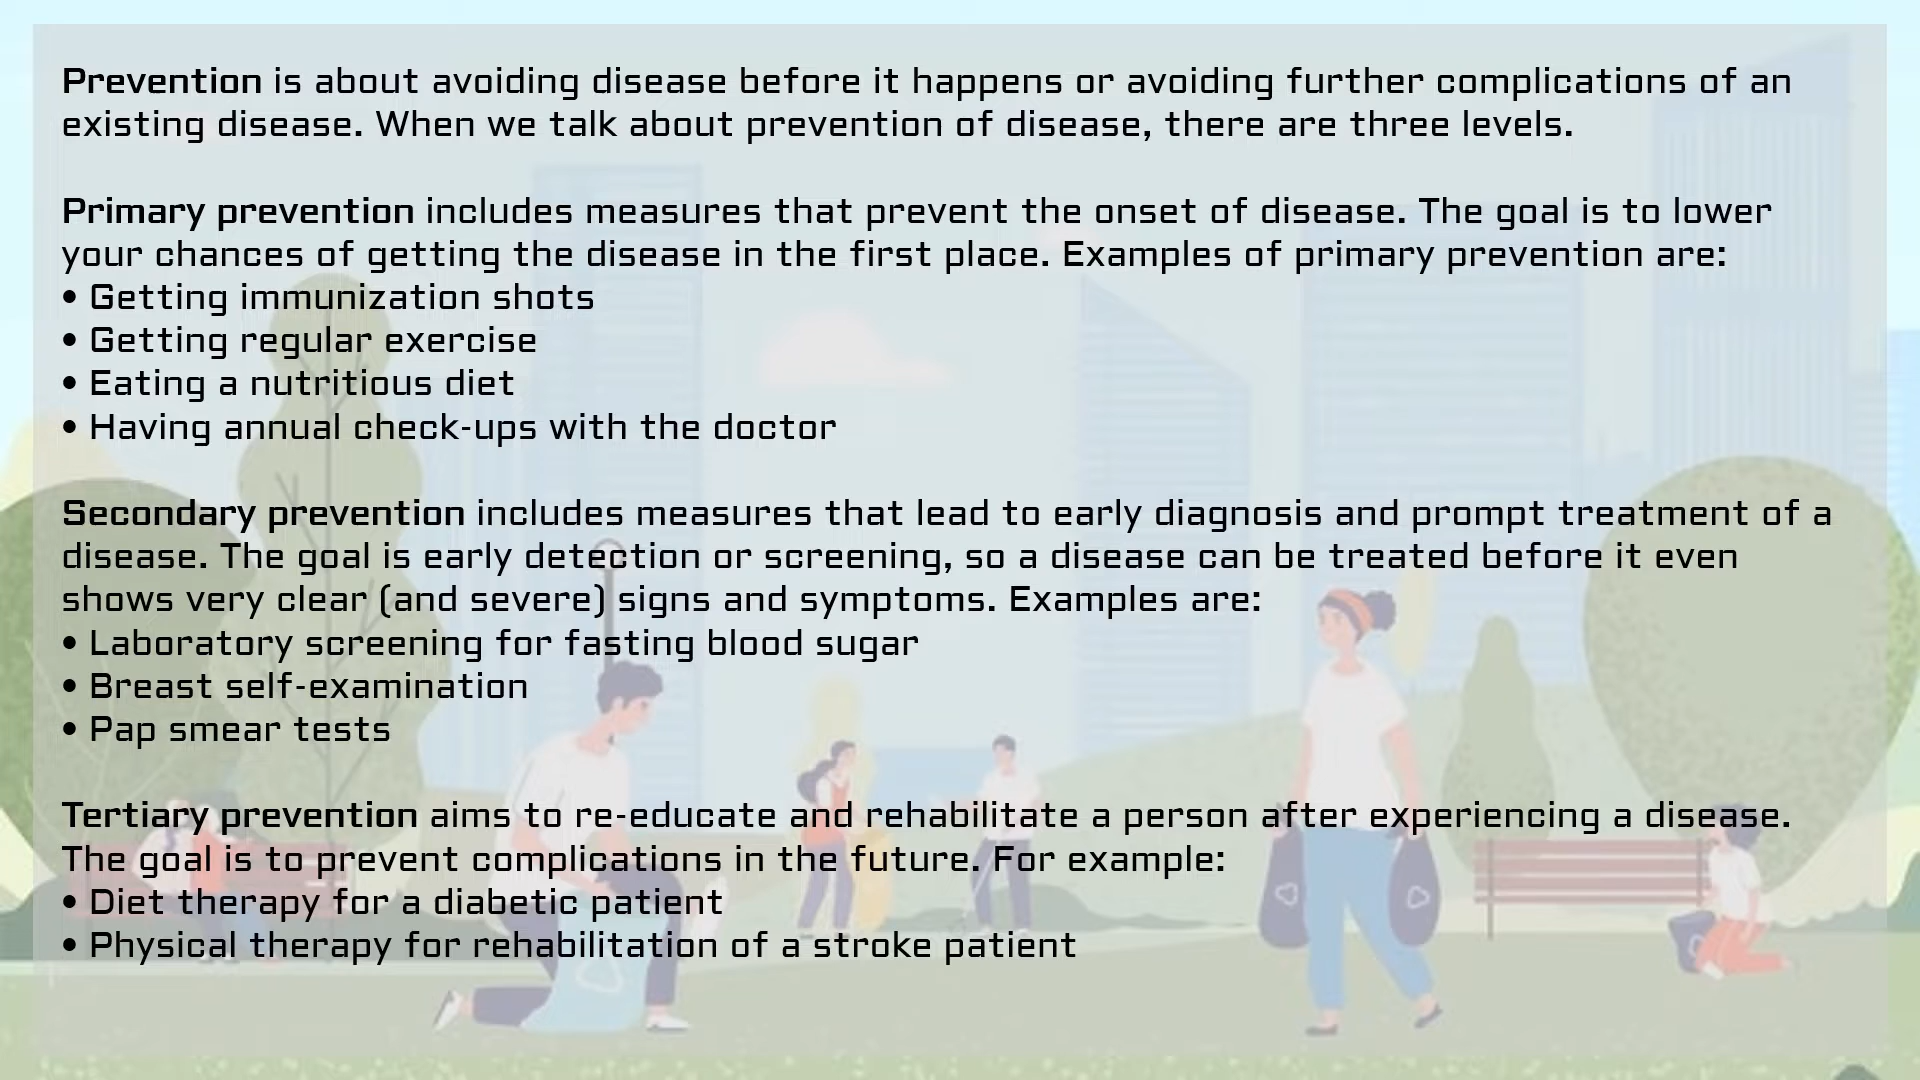 Prevention is about avoiding disease before it happens or avoiding further complications of an
existing disease. When we talk about prevention of disease, there are three levels.
Primary prevention includes measures that prevent the onset of disease. The goal is to lower
your chances of getting the disease in the first place. Examples of primary prevention are:
• Getting immunization shots
• Getting regular exercise
• Eating a nutritious diet
• Having annual check-ups with the doctor
Secondary prevention includes measures that lead to early diagnosis and prompt treatment of a
disease. The goal is early detection or screening, so a disease can be treated before it even
shows very clear (and severe) signs and symptoms. Examples are:
• Laboratory screening for fasting blood sugar
• Breast self-examination
• Pap smear tests
Tertiary prevention aims to re-educate and rehabilitate a person after experiencing a disease.
The goal is to prevent complications in the future. For example:
• Diet therapy for a diabetic patient
• Physical therapy for rehabilitation of a stroke patient